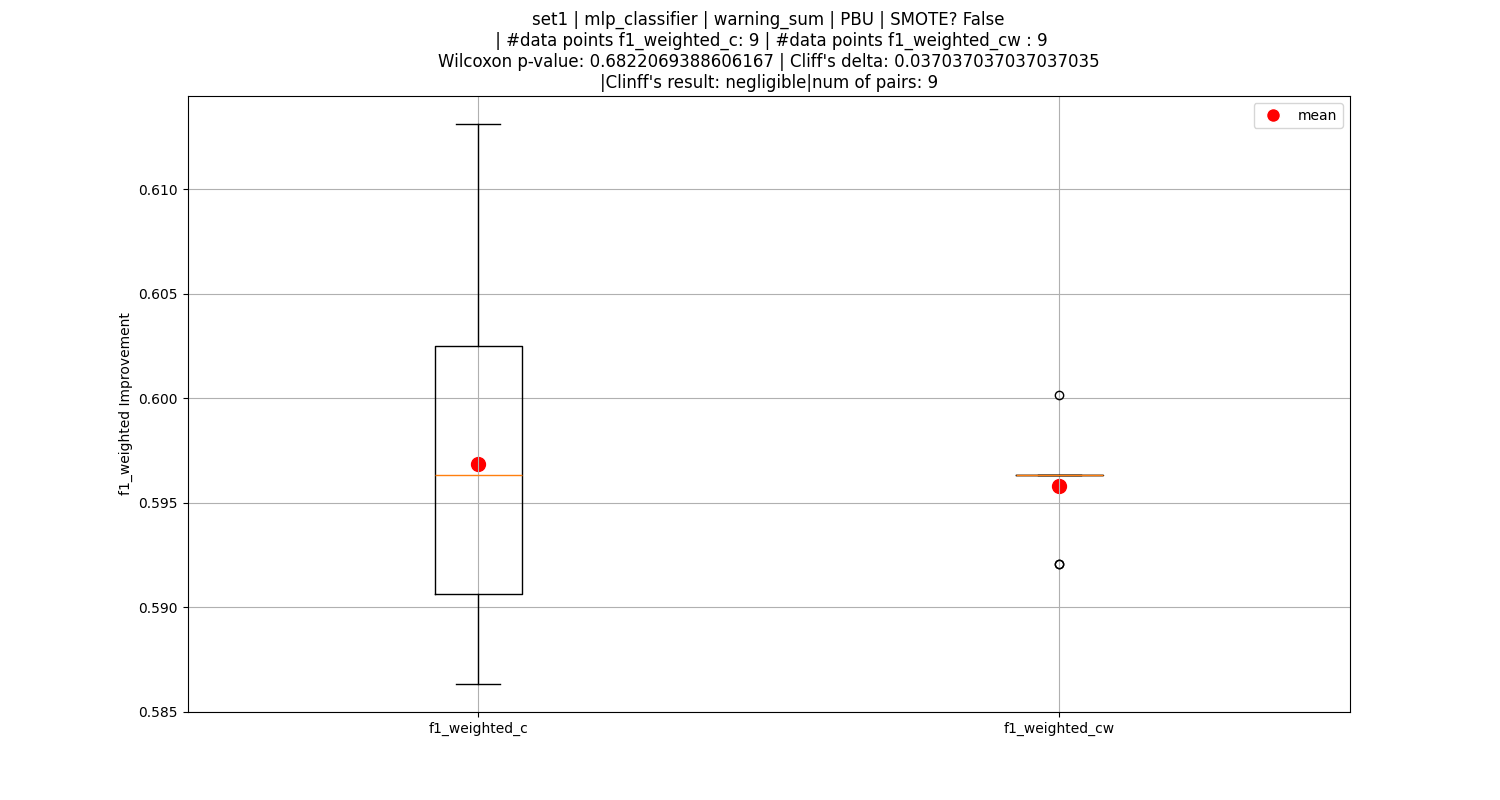 set1 | mlp_classifier | warning_sum | PBU | SMOTE? False
| #data points f1_weighted_c: 9 | #data points f1_weighted_cw : 9
Wilcoxon p-value: 0.6822069388606167 | Cliff's delta: 0.037037037037037035
|Clinff's result: negligible|num of pairs: 9
mean
0.610
0.605
0.600
0.595
0.590
0.585
f1_weighted Improvement
f1_weighted_c
f1_weighted_cw